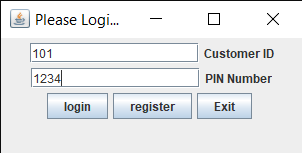 Please Logi...
101 Customer ID
1234 PIN Number
login register Exit